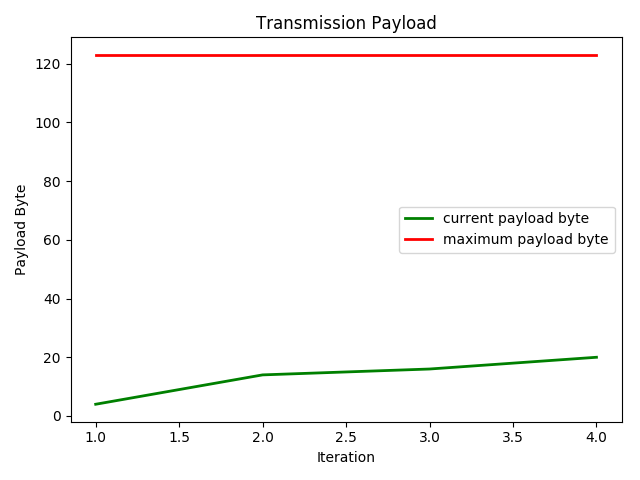 Transmission Payload
Payload Byte
120
100
80
60
40
20
0
current payload byte
maximum payload byte
1.0
1.5
2.0
2.5
3.0
3.5
4.0
Iteration